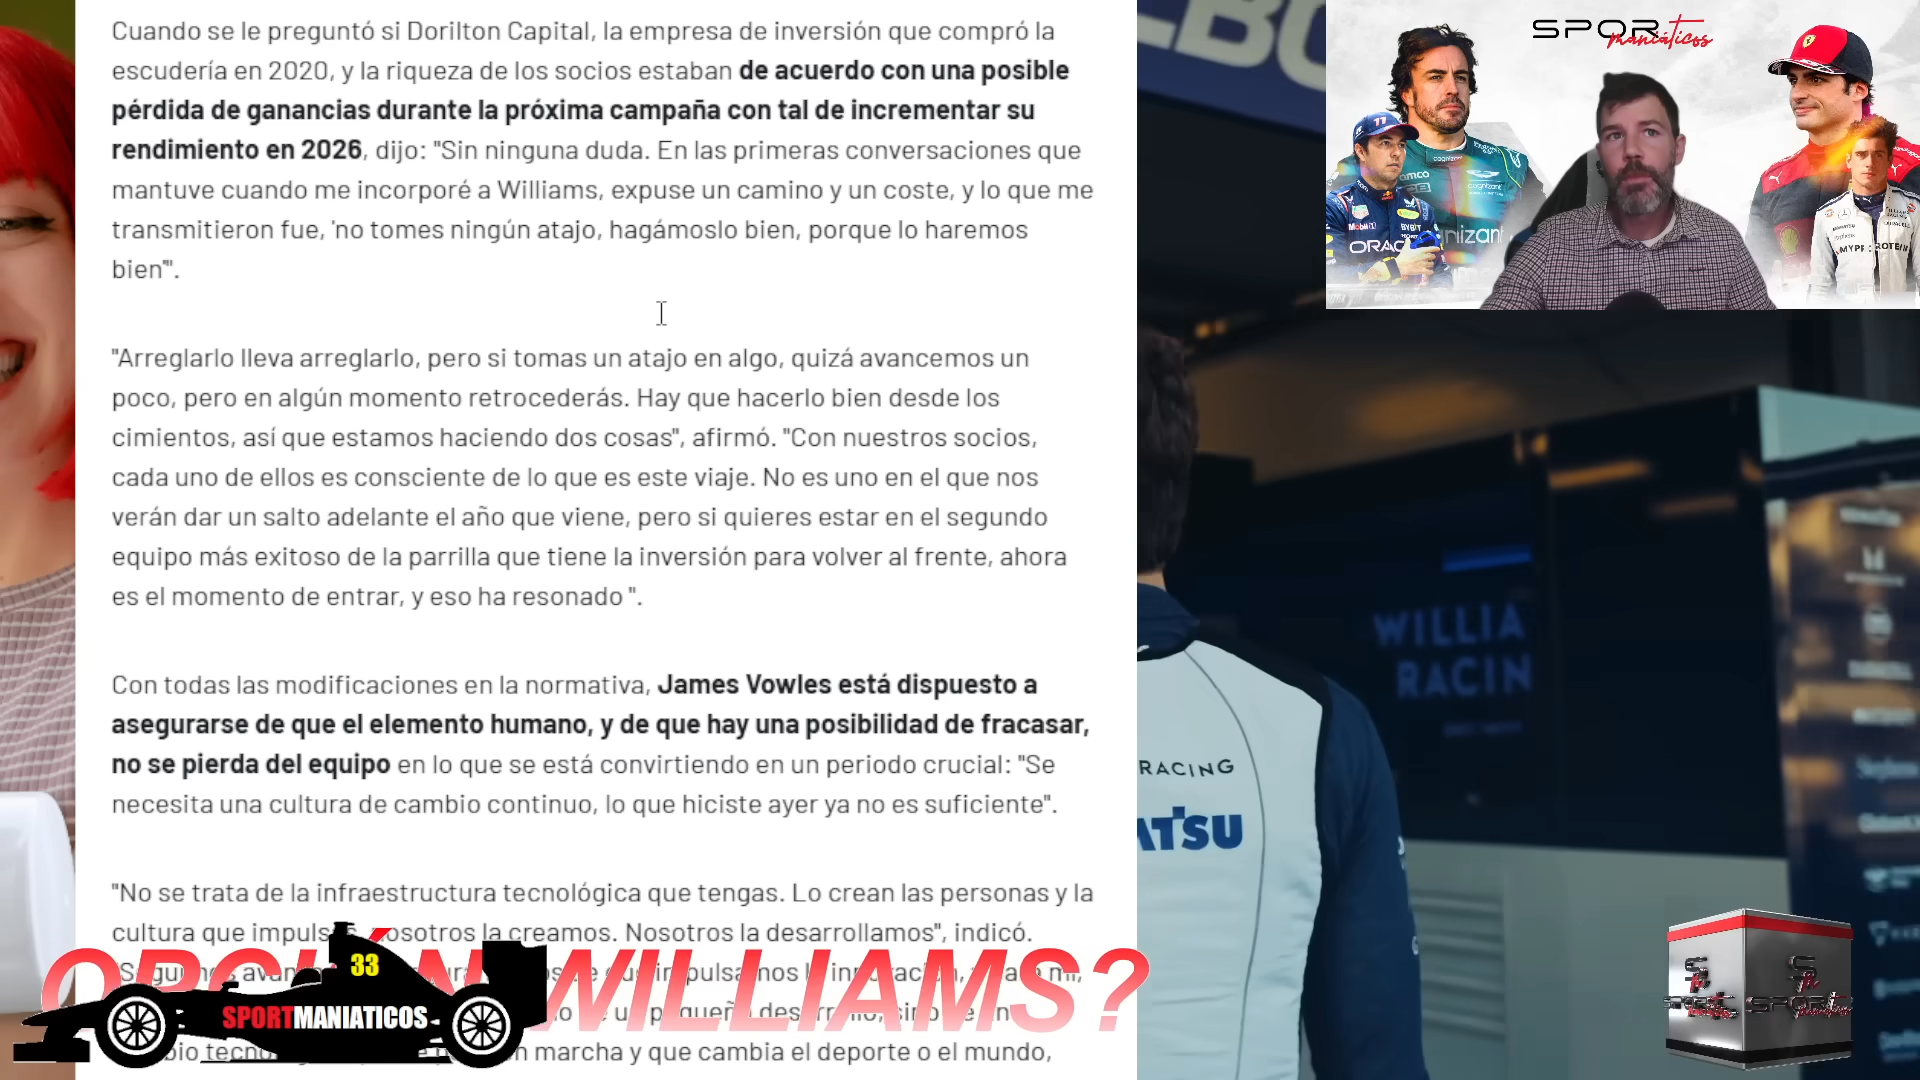 Cuando se le preguntó si Dorilton Capital, la empresa de inversión que compró la
escudería en 2020, y la riqueza de los socios estaban de acuerdo con una posible
pérdida de ganancias durante la próxima campaña con tal de incrementar su
rendimiento en 2026, dijo: "Sin ninguna duda. En las primeras conversaciones que
mantuve cuando me incorporé a Williams, expuse un camino y un coste, y lo que me
transmitieron fue, 'no tomes ningún atajo, hagámoslo bien, porque lo haremos
bien'".
"Arreglarlo lleva arreglarlo, pero si tomas un atajo en algo, quizá avancemos un
poco, pero en algún momento retrocederás. Hay que hacerlo bien desde los
cimientos, así que estamos haciendo dos cosas", afirmó. "Con nuestros socios,
cada uno de ellos es consciente de lo que es este viaje. No es uno en el que nos
verán dar un salto adelante el año que viene, pero si quieres estar en el segundo
equipo más exitoso de la parrilla que tiene la inversión para volver al frente, ahora
es el momento de entrar, y eso ha resonado ".
Con todas las modificaciones en la normativa, James Vowles está dispuesto a
asegurarse de que el elemento humano, y de que hay una posibilidad de fracasar,
no se pierda del equipo en lo que se está convirtiendo en un periodo crucial: "Se
necesita una cultura de cambio continuo, lo que hiciste ayer ya no es suficiente".
"No se trata de la infraestructura tecnológica que tengas. Lo crean las personas y la
cultura que nosotros la creamos. Nosotros la desarrollamos", indicó.
en marcha y que cambia el deporte o el mundo,
WILLIAMS?
33
SPORTMANIATICOS
SPOR
maniáticos
11
ORAC
cognizant
MYPROTEIN
WILLIA
RACIN
RACING
ATSU